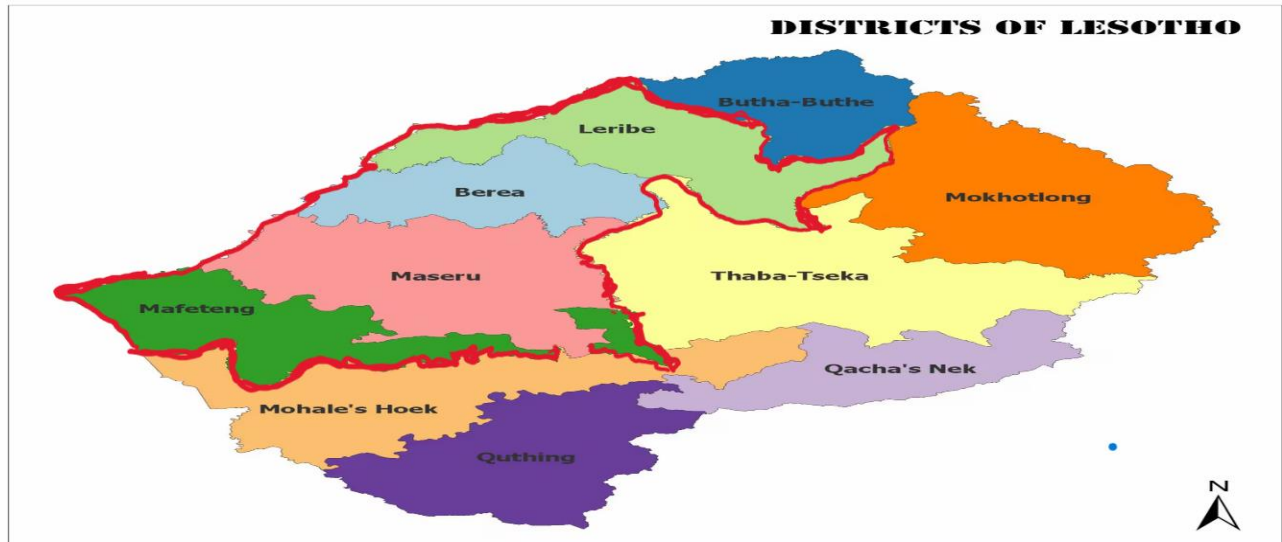 DISTRICTS OF LESOTHO
Butha-Buthe
Leribe
Berea
Mokhotlong
Maseru
Thaba-Tseka
Mafeteng
Qacha's Nek
Mohale's Hoek
Quthing
N